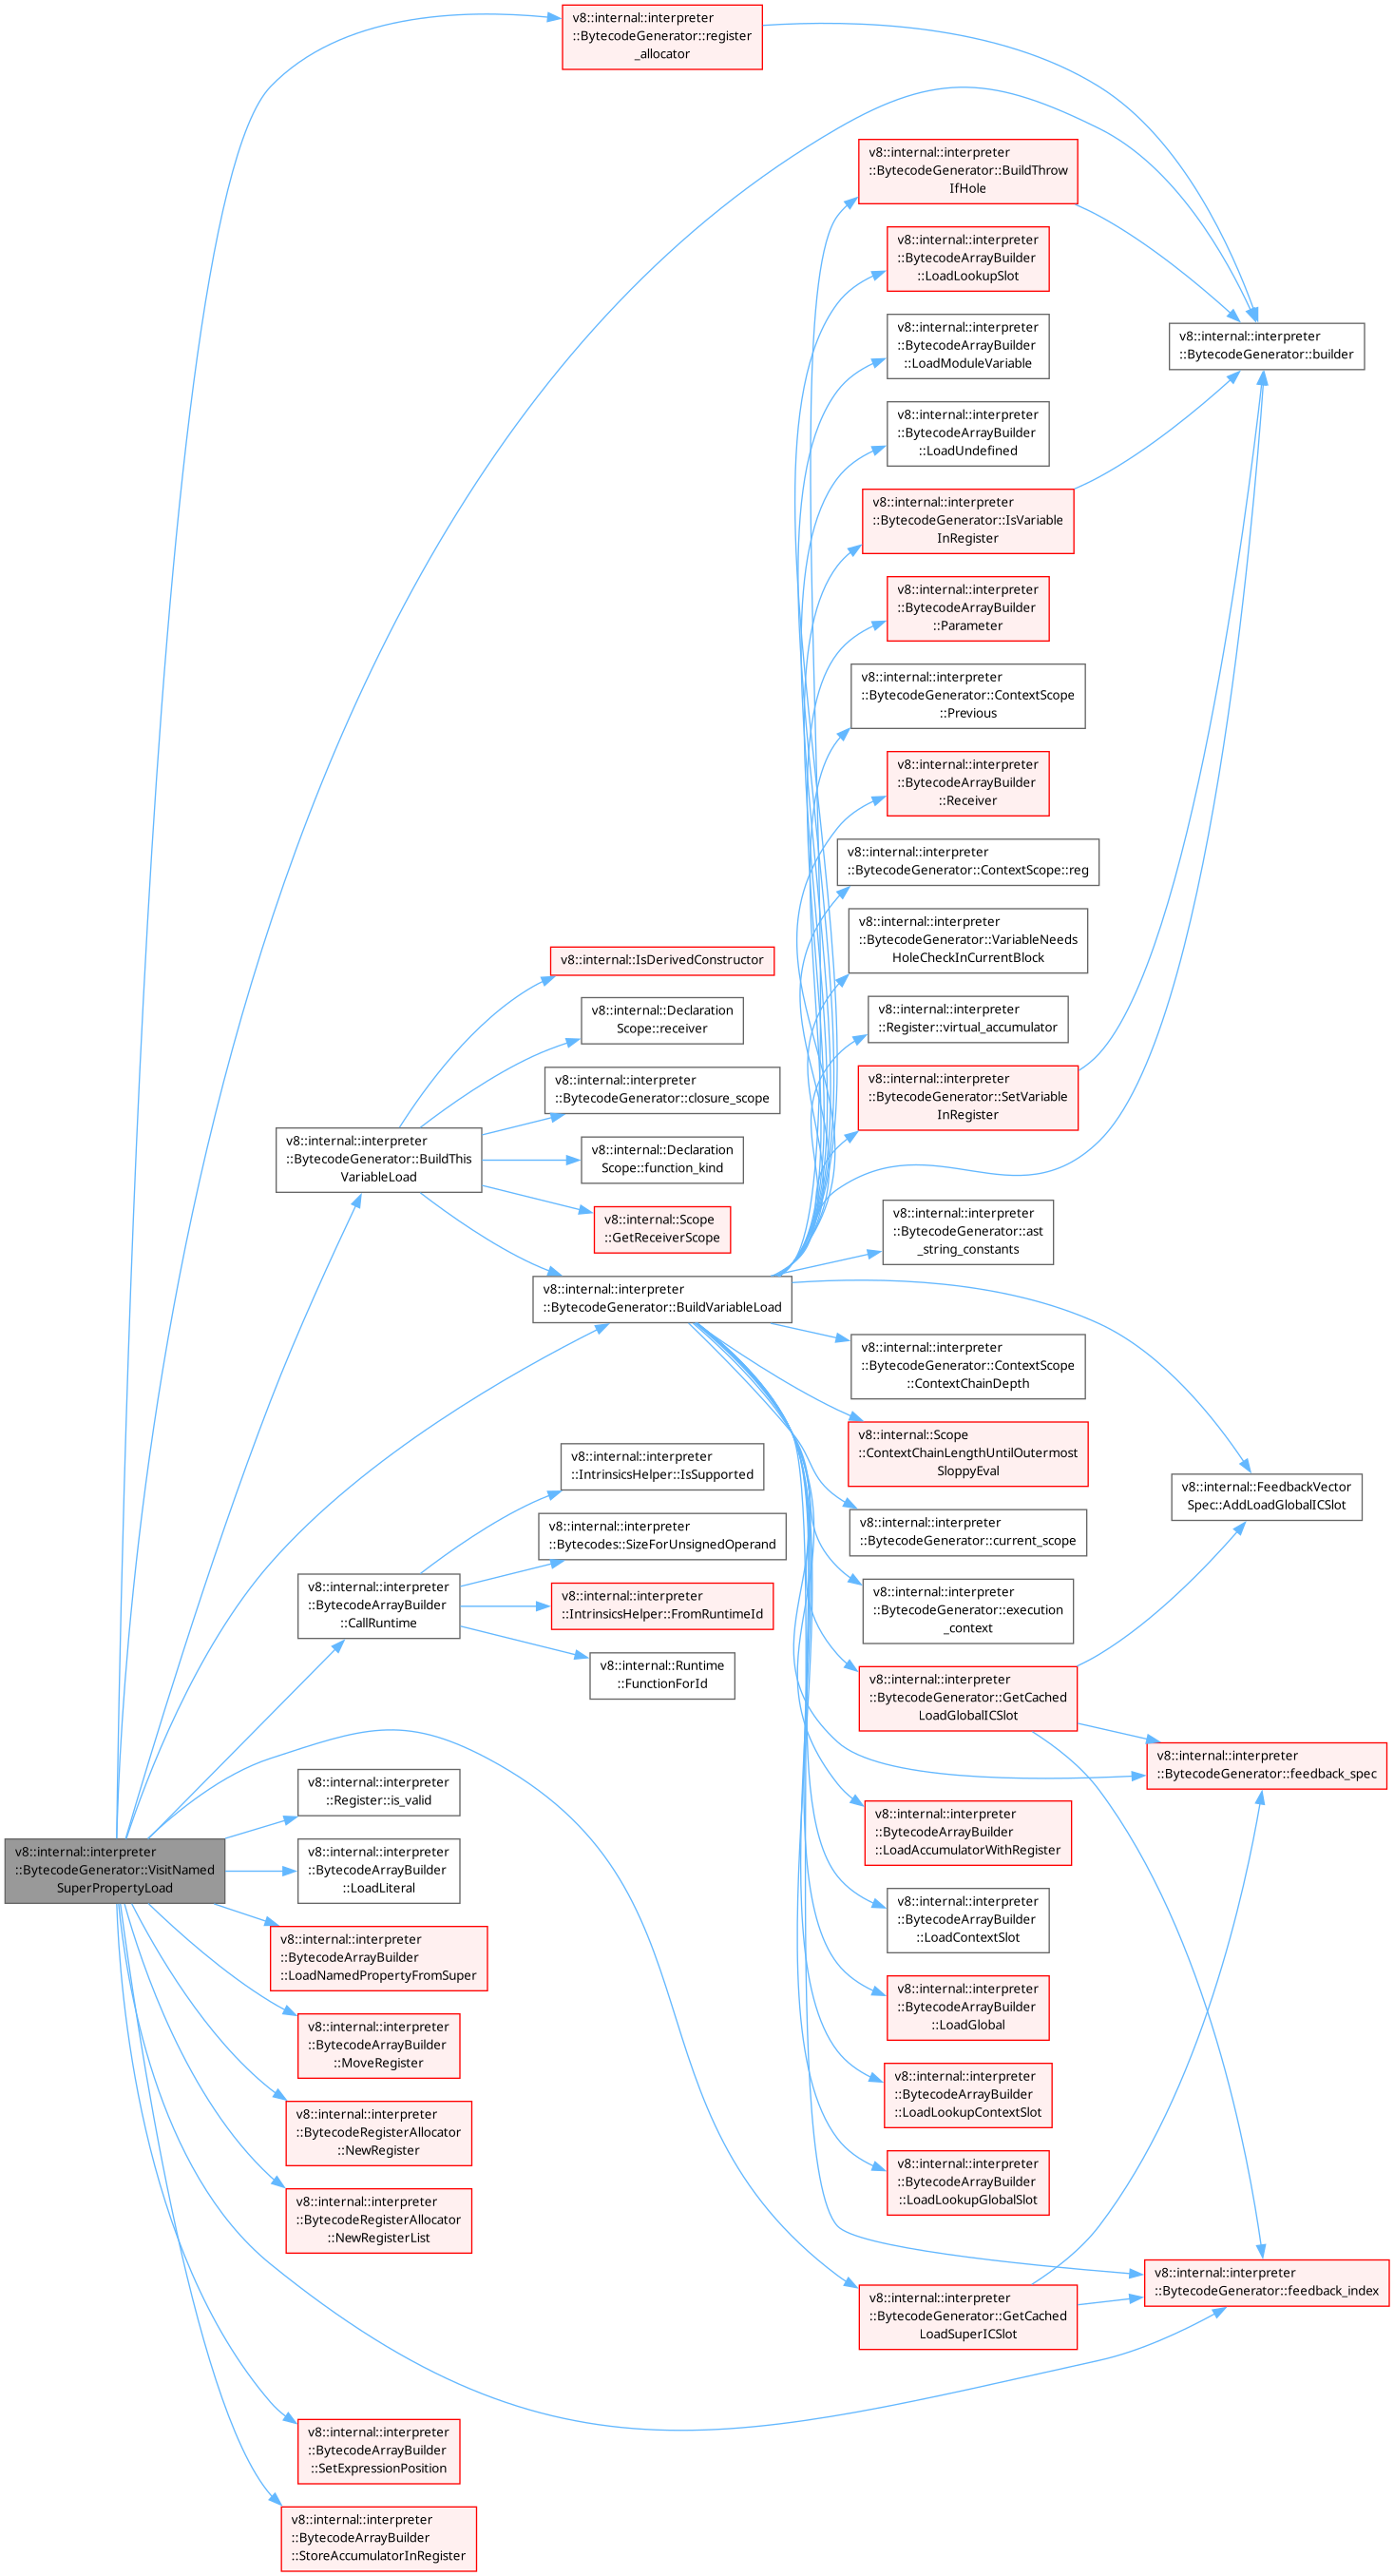 v8::internal::interpreter
::BytecodeGenerator::register
_allocator
v8::internal::interpreter
::BytecodeGenerator::BuildThrow
IfHole
v8::internal::interpreter
::BytecodeArrayBuilder
::LoadLookupSlot
v8::internal::interpreter
::BytecodeArrayBuilder
::LoadModuleVariable
v8::internal::interpreter
::BytecodeGenerator::builder
v8::internal::interpreter
::BytecodeArrayBuilder
::LoadUndefined
v8::internal::interpreter
::BytecodeGenerator::IsVariable
InRegister
v8::internal::interpreter
::BytecodeArrayBuilder
::Parameter
v8::internal::interpreter
::BytecodeGenerator::ContextScope
::Previous
v8::internal::interpreter
::BytecodeArrayBuilder
::Receiver
v8::internal::interpreter
::BytecodeGenerator::ContextScope::reg
v8::internal::interpreter
::BytecodeGenerator::VariableNeeds
HoleCheckInCurrentBlock
v8::internal::IsDerivedConstructor
v8::internal::Declaration
Scope::receiver
v8::internal::interpreter
::Register::virtual_accumulator
v8::internal::interpreter
::BytecodeGenerator::closure_scope
v8::internal::interpreter
::BytecodeGenerator::SetVariable
InRegister
v8::internal::interpreter
::BytecodeGenerator::BuildThis
VariableLoad
v8::internal::Declaration
Scope::function_kind
v8::internal::Scope
::GetReceiverScope
v8::internal::interpreter
::BytecodeGenerator::ast
_string_constants
v8::internal::interpreter
::BytecodeGenerator::BuildVariableLoad
v8::internal::interpreter
::BytecodeGenerator::ContextScope
::ContextChainDepth
v8::internal::Scope
::ContextChainLengthUntilOutermost
SloppyEval
v8::internal::interpreter
::IntrinsicsHelper::IsSupported
v8::internal::FeedbackVector
Spec::AddLoadGlobalICSlot
v8::internal::interpreter
::Bytecodes::SizeForUnsignedOperand
v8::internal::interpreter
::BytecodeGenerator::current_scope
v8::internal::interpreter
::BytecodeArrayBuilder
::CallRuntime
v8::internal::interpreter
::IntrinsicsHelper::FromRuntimeId
v8::internal::interpreter
::BytecodeGenerator::execution
_context
v8::internal::Runtime
::FunctionForId
v8::internal::interpreter
::BytecodeGenerator::GetCached
LoadGlobalICSlot
v8::internal::interpreter
::BytecodeGenerator::feedback_spec
v8::internal::interpreter
::Register::is_valid
v8::internal::interpreter
::BytecodeArrayBuilder
::LoadAccumulatorWithRegister
v8::internal::interpreter
::BytecodeGenerator::VisitNamed
SuperPropertyLoad
v8::internal::interpreter
::BytecodeArrayBuilder
::LoadLiteral
v8::internal::interpreter
::BytecodeArrayBuilder
::LoadContextSlot
v8::internal::interpreter
::BytecodeArrayBuilder
::LoadNamedPropertyFromSuper
v8::internal::interpreter
::BytecodeArrayBuilder
::LoadGlobal
v8::internal::interpreter
::BytecodeArrayBuilder
::MoveRegister
v8::internal::interpreter
::BytecodeArrayBuilder
::LoadLookupContextSlot
v8::internal::interpreter
::BytecodeRegisterAllocator
::NewRegister
v8::internal::interpreter
::BytecodeArrayBuilder
::LoadLookupGlobalSlot
v8::internal::interpreter
::BytecodeRegisterAllocator
::NewRegisterList
v8::internal::interpreter
::BytecodeGenerator::feedback_index
v8::internal::interpreter
::BytecodeGenerator::GetCached
LoadSuperICSlot
v8::internal::interpreter
::BytecodeArrayBuilder
::SetExpressionPosition
v8::internal::interpreter
::BytecodeArrayBuilder
::StoreAccumulatorInRegister